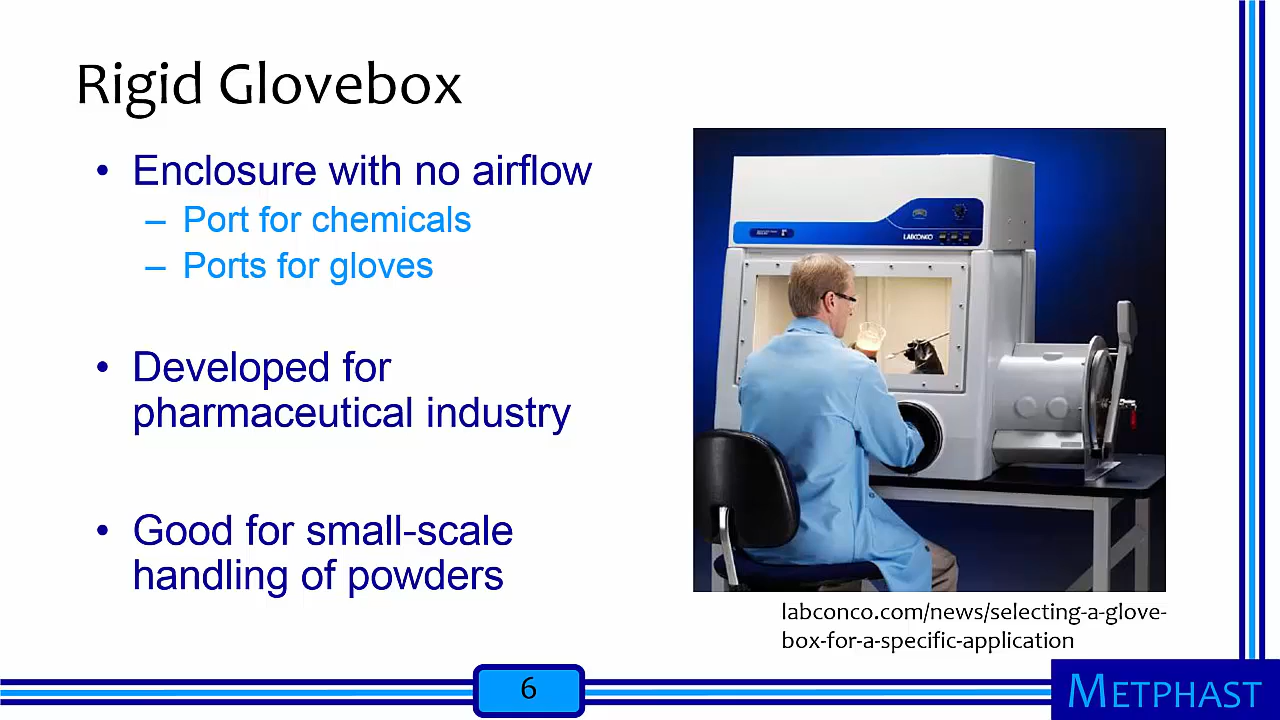 Rigid Glovebox
• Enclosure with no airflow
– Port for chemicals
– Ports for gloves
• Developed for
pharmaceutical industry
• Good for small-scale
handling of powders
LABCONCO
labconco.com/news/selecting-a-glove-
box-for-a-specific-application
6
METPHAST